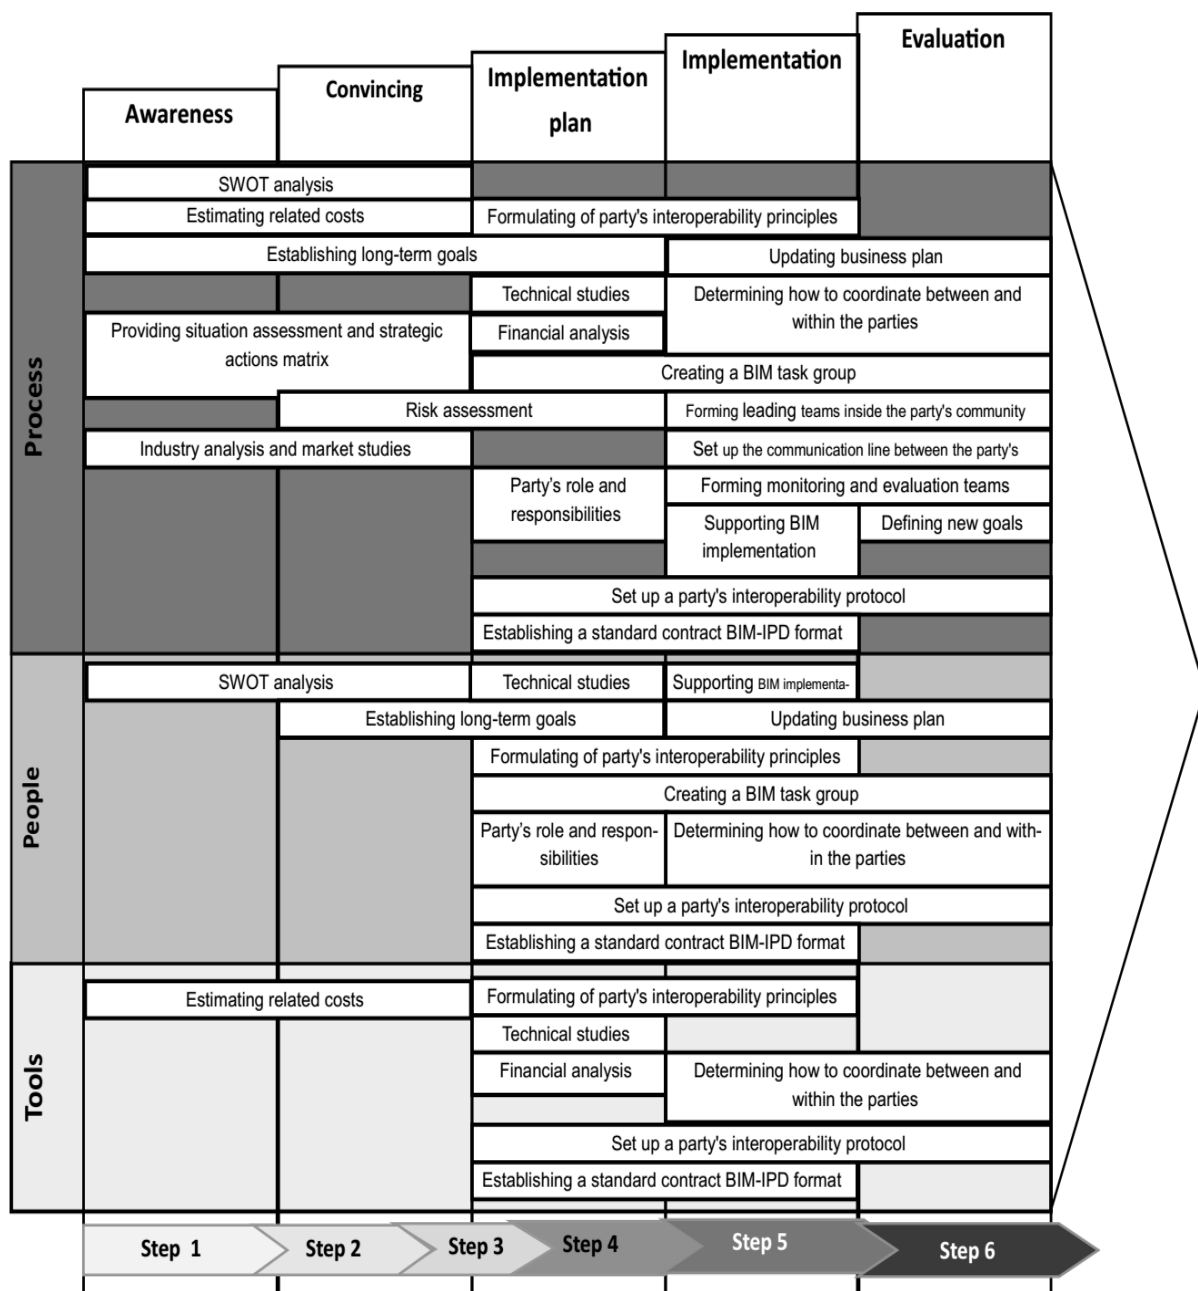 Awareness
Convincing
Implementation
plan
Implementation
Evaluation
Process
SWOT analysis
Estimating related costs
Formulating of party's interoperability principles
Establishing long-term goals
Updating business plan
Technical studies
Determining how to coordinate between and
within the parties
Providing situation assessment and strategic
actions matrix
Financial analysis
Creating a BIM task group
Risk assessment
Forming leading teams inside the party's community
Industry analysis and market studies
Set up the communication line between the party's
Party's role and
responsibilities
Forming monitoring and evaluation teams
Supporting BIM
implementation
Defining new goals
Set up a party's interoperability protocol
Establishing a standard contract BIM-IPD format
People
SWOT analysis
Technical studies
Supporting BIM implementa-
Establishing long-term goals
Updating business plan
Formulating of party's interoperability principles
Creating a BIM task group
Party's role and respon-
sibilities
Determining how to coordinate between and with-
in the parties
Set up a party's interoperability protocol
Establishing a standard contract BIM-IPD format
Tools
Estimating related costs
Formulating of party's interoperability principles
Technical studies
Financial analysis
Determining how to coordinate between and
within the parties
Set up a party's interoperability protocol
Establishing a standard contract BIM-IPD format
Step 1
Step 2
Step 3
Step 4
Step 5
Step 6